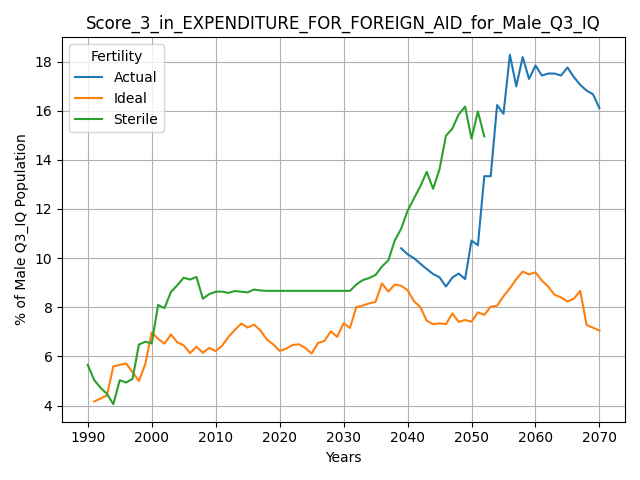 Score_3_in_EXPENDITURE_FOR_FOREIGN_AID_for_Male_Q3_IQ
Fertility
Actual
Ideal
Sterile
% of Male Q3_IQ Population
18
16
14
12
10
8
6
4
1990 2000 2010 2020 2030 2040 2050 2060 2070
Years